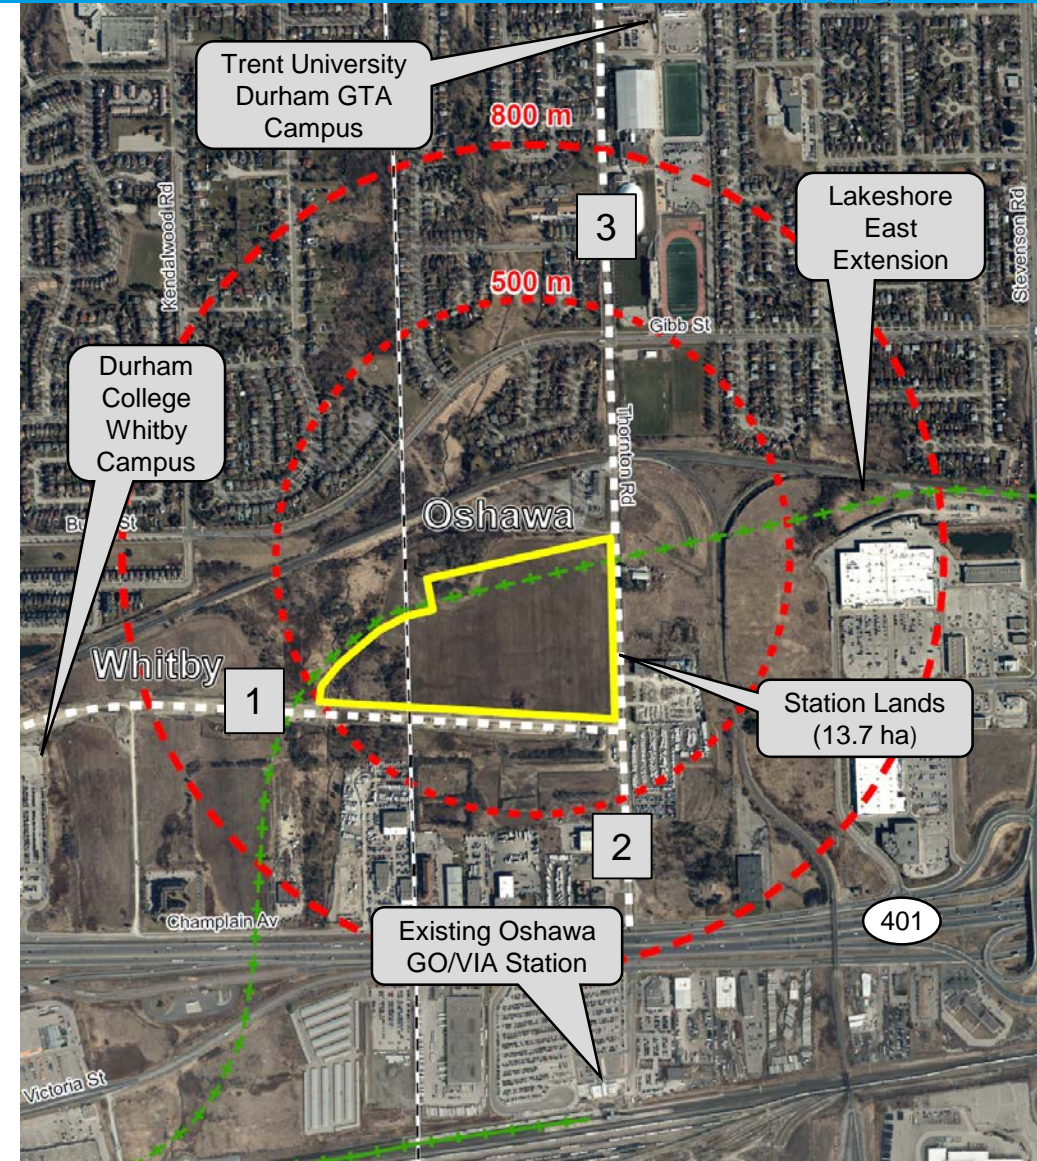 Trent University
Durham GTA
Campus
800 m
Kendalwood Rd
3
Lakeshore
East
Extension
Stevenson Rd
500 m
Gibb St
Durham
College
Whitby
Campus
Thornton Rd
Oshawa
Whitby
1
Station Lands
(13.7 ha)
2
Champlain Av
Existing Oshawa
GO/VIA Station
401
Victoria St